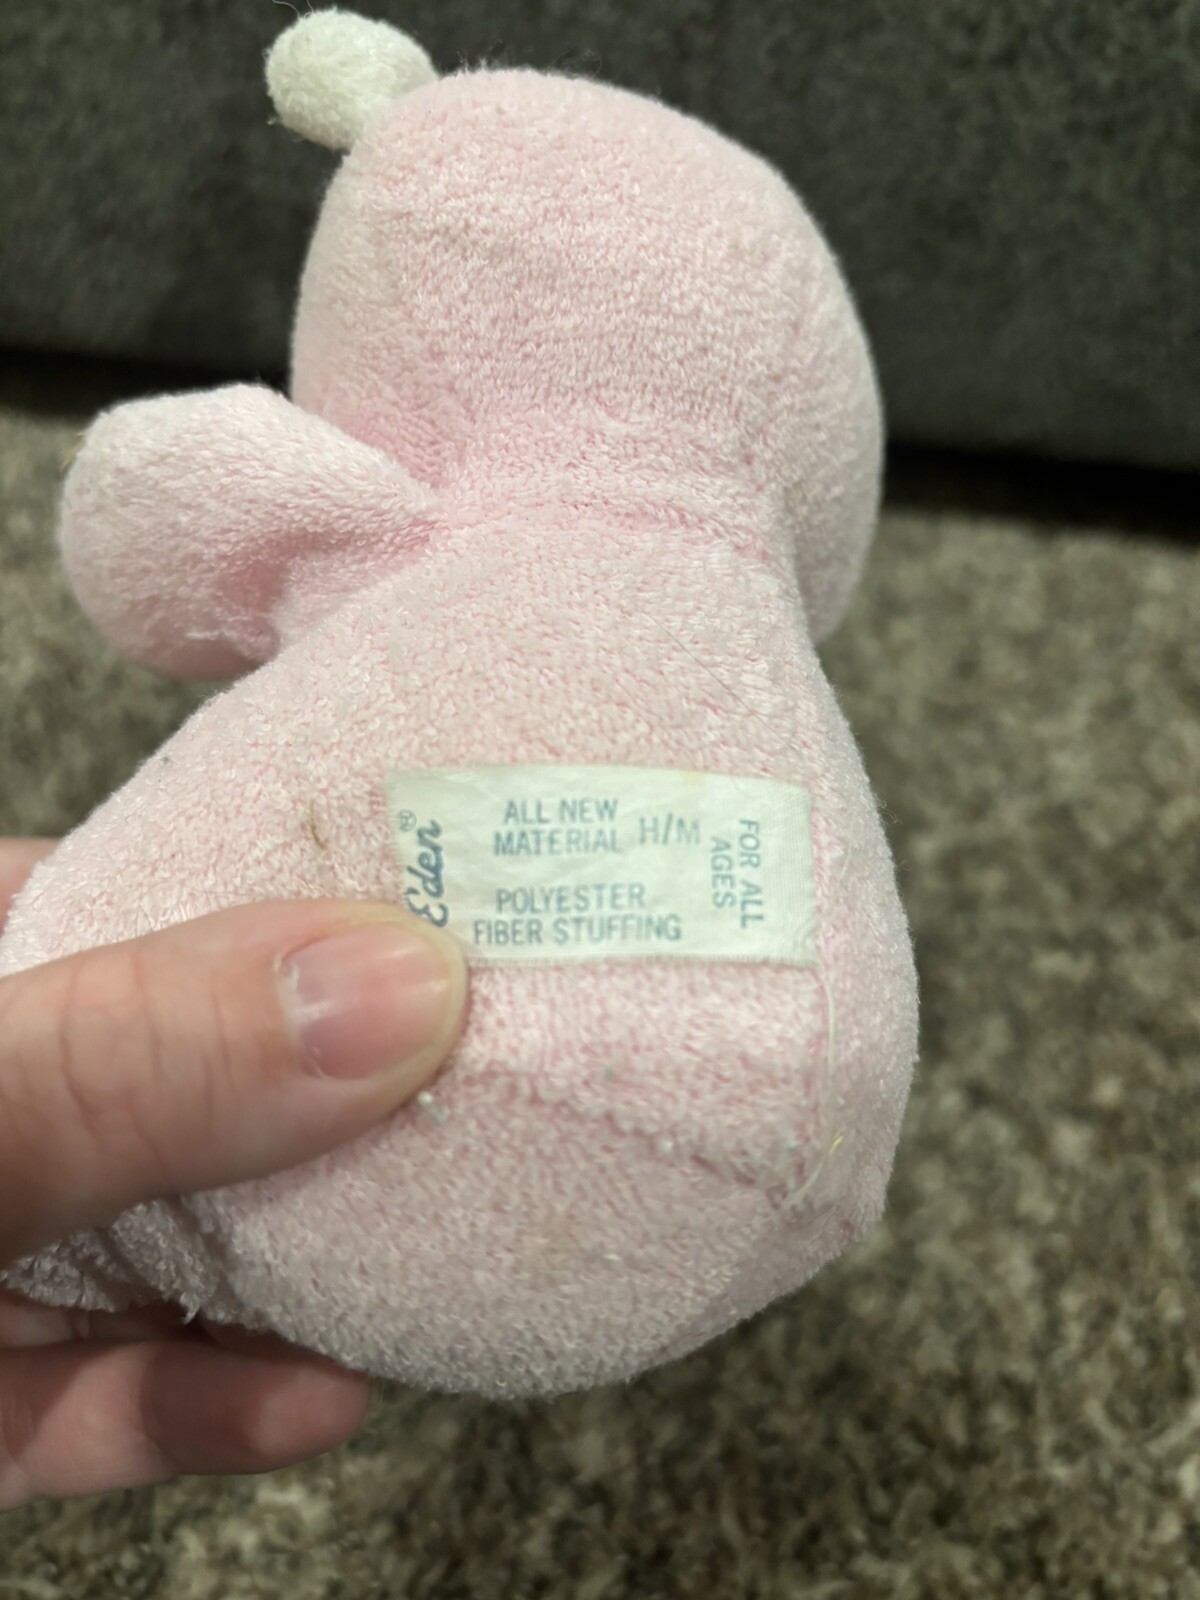 Eden®
ALL NEW
MATERIAL
H/M
POLYESTER
FIBER STUFFING
FOR ALL
AGES